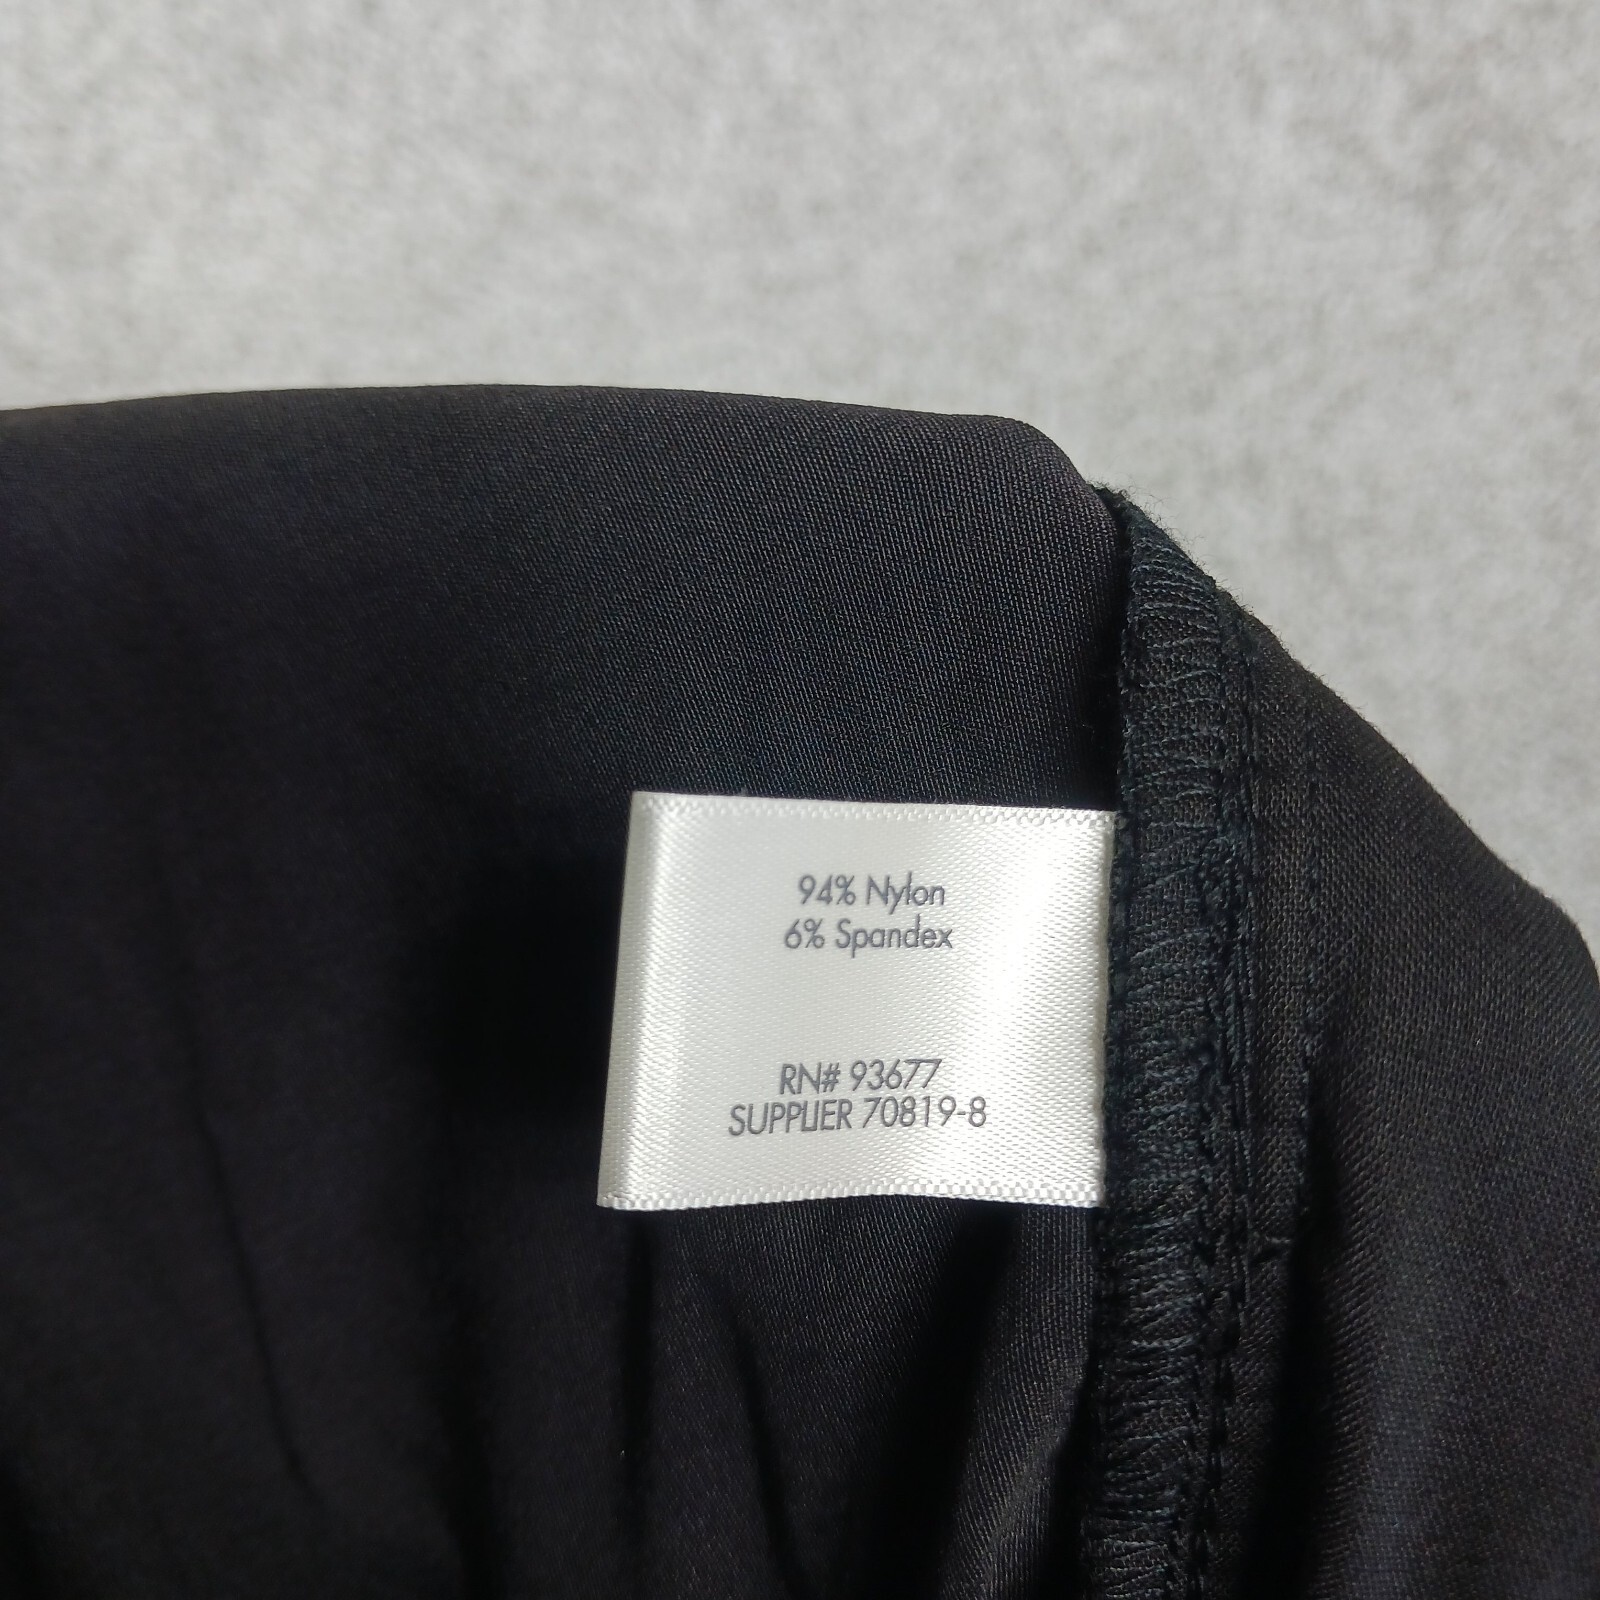 94% Nylon
6% Spandex
RN# 93677
SUPPLIER 70819-8